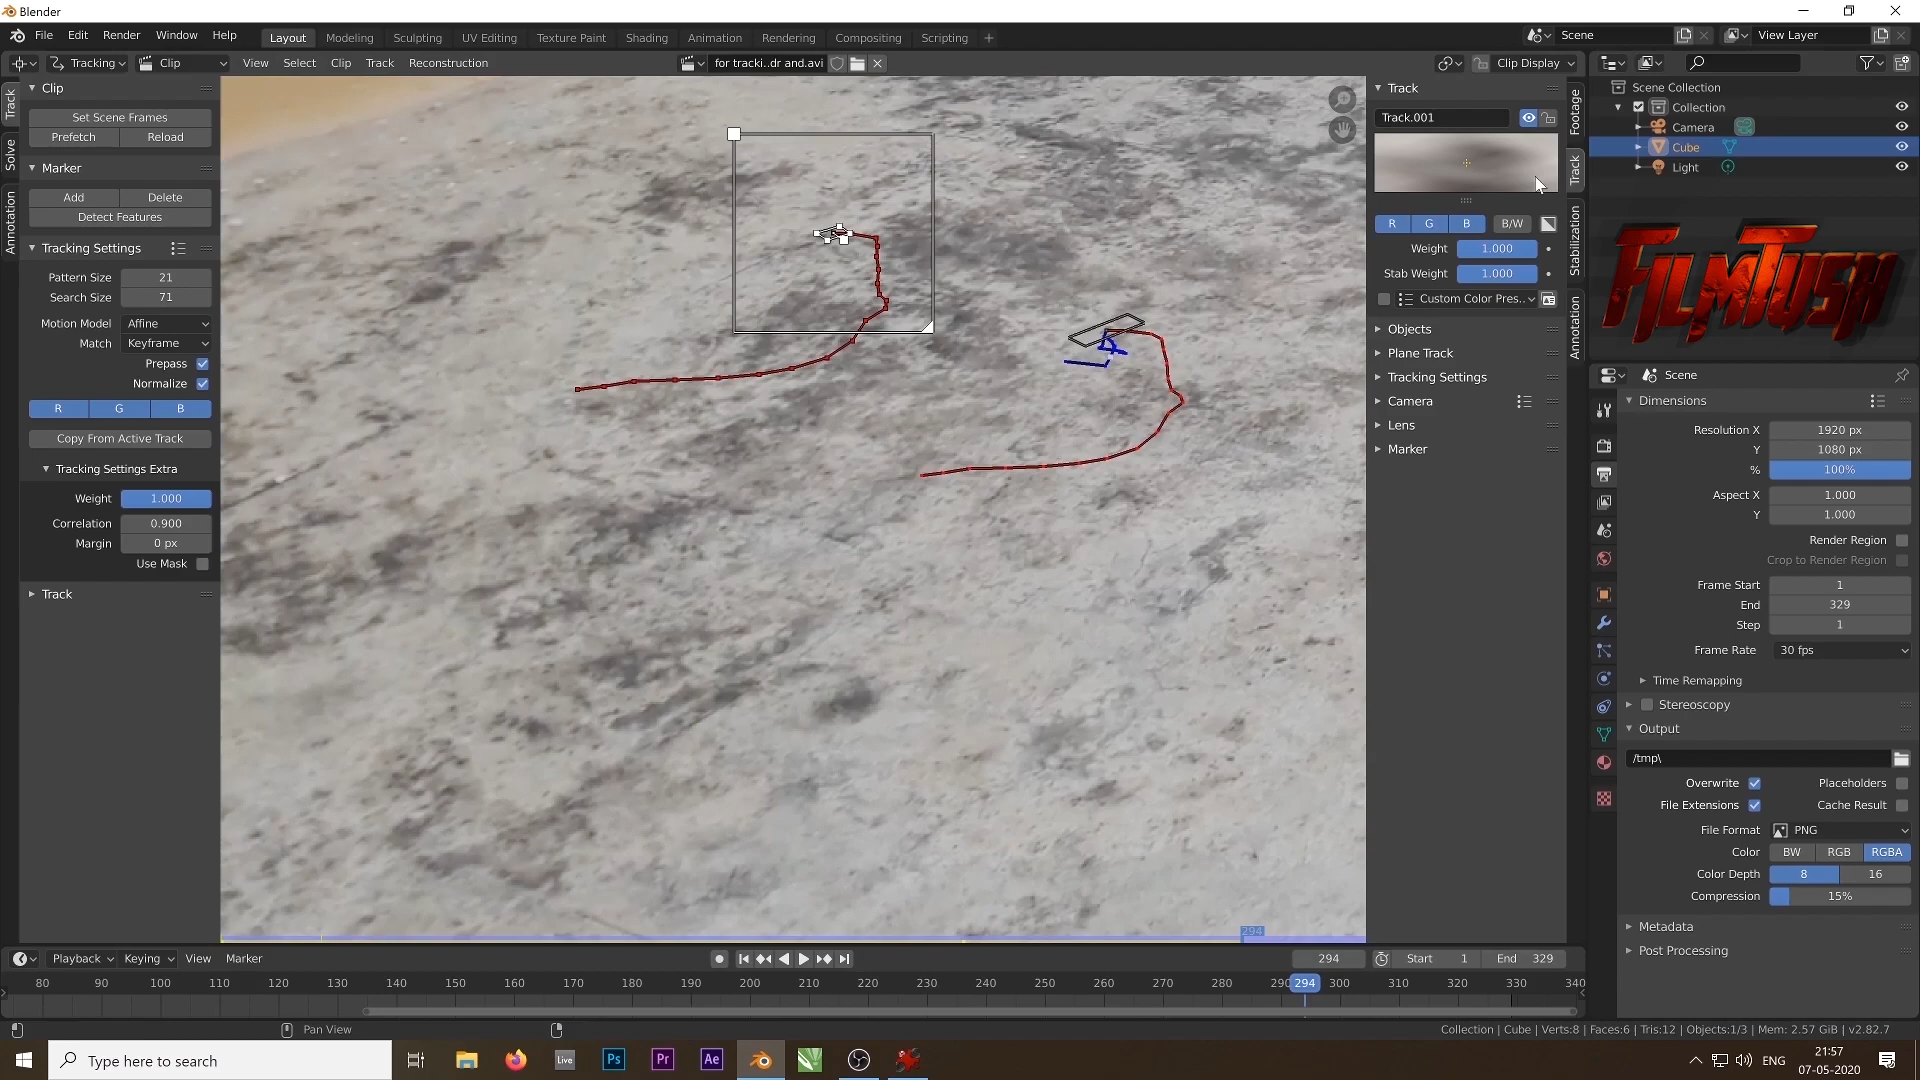 Blender
File Edit Render Window Help Layout Modeling Sculpting UV Editing Texture Paint Shading Animation Rendering Compositing Scripting + Scene View Layer
Tracking Clip View Select Clip Track Reconstruction for tracki..dr and.avi Clip Display
Track
Solve
Annotation
Clip
Set Scene Frames
Prefetch Reload
Marker
Add Delete
Detect Features
Tracking Settings
Pattern Size 21
Search Size 71
Motion Model Affine
Match Keyframe
Prepass
Normalize
R G B
Copy From Active Track
Tracking Settings Extra
Weight 1.000
Correlation 0.900
Margin 0 px
Use Mask
Track
294
Track
Track.001
R G B B/W
Weight 1.000
Stab Weight 1.000
Custom Color Pres..
Objects
Plane Track
Tracking Settings
Camera
Lens
Marker
Footage
Track
Stabilization
Annotation
Scene Collection
Collection
Camera
Cube
Light
FILMTUSH
Scene
Dimensions
Resolution X 1920 px
Y 1080 px
% 100%
Aspect X 1.000
Y 1.000
Render Region
Crop to Render Region
Frame Start 1
End 329
Step 1
Frame Rate 30 fps
Time Remapping
Stereoscopy
Output
/tmp\
Overwrite Placeholders
File Extensions Cache Result
File Format PNG
Color BW RGB RGBA
Color Depth 8 16
Compression 15%
Metadata
Post Processing
Playback Keying View Marker 294 Start 1 End 329
80 90 100 110 120 130 140 150 160 170 180 190 200 210 220 230 240 250 260 270 280 290 294 300 310 320 330 340
Pan View Collection | Cube | Verts:8 | Faces:6 | Tris:12 | Objects:1/3 | Mem: 2.57 GiB | v2.82.7
Type here to search Live Ps Pr Ae ENG 21:57
07-05-2020